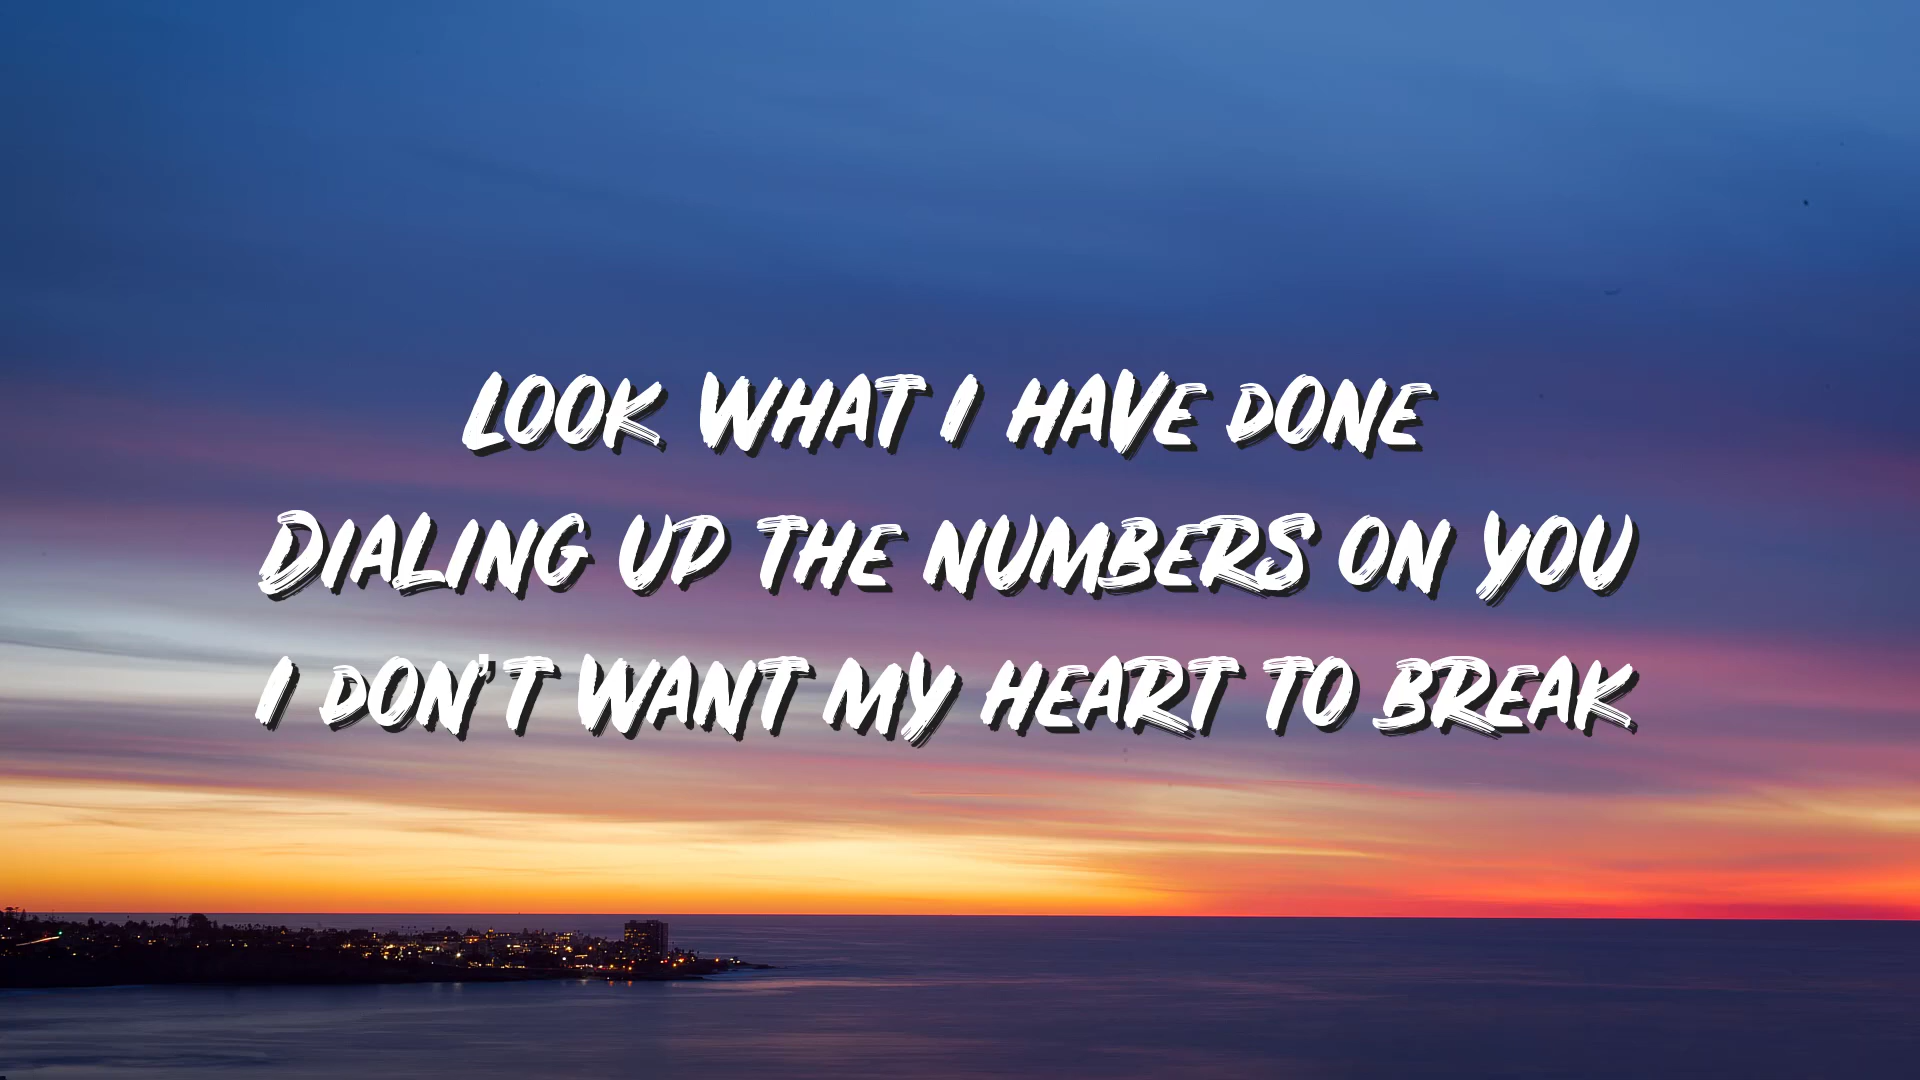 LOOK WHAT I HAVE DONE
DIALING UP THE NUMBERS ON YOU
I DON'T WANT MY HEART TO BREAK